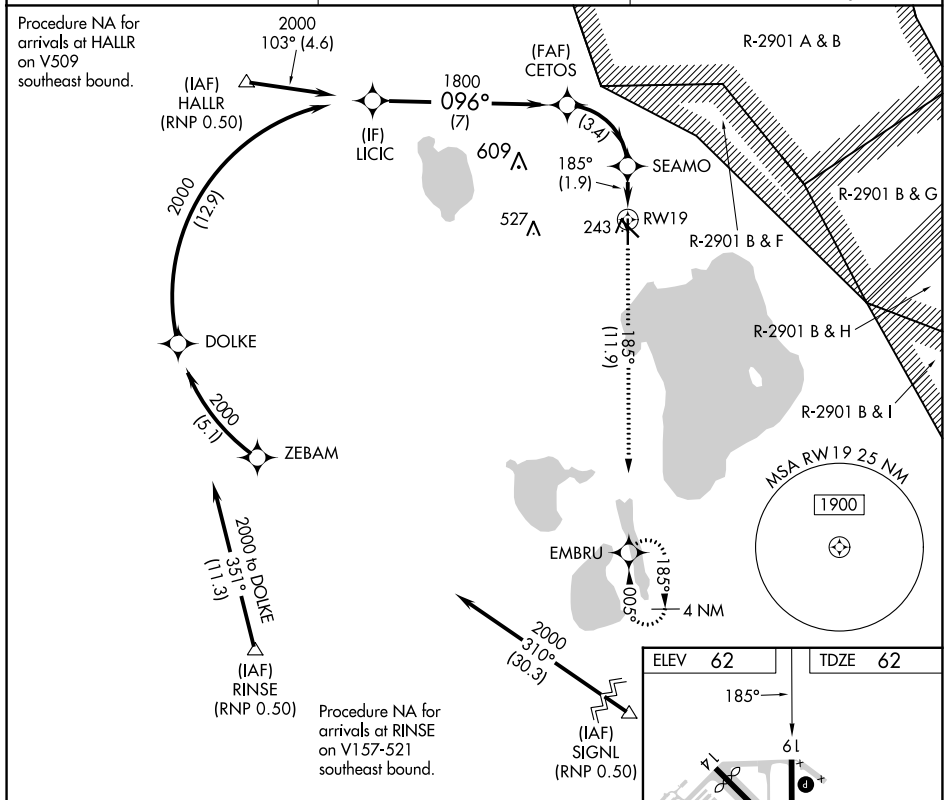 Procedure NA for
arrivals at HALLR
on V509
southeast bound.
2000
103° (4.6)
(IAF)
HALLR
(RNP 0.50)
(IF)
LICIC
1800
096°
(7)
(FAF)
CETOS
(3.4)
R-2901 A & B
609
185°
(1.9)
SEAMO
R-2901 B & G
2000
(12.9)
527
243
RW19
R-2901 B & F
185°
(11.9)
R-2901 B & H
DOLKE
R-2901 B & I
2000
(5.1)
ZEBAM
MSA RW19 25 NM
1900
2000 to DOLKE
351°
(11.3)
EMBRU
185°
005°
4 NM
2000
310°
(30.3)
(IAF)
RINSE
(RNP 0.50)
Procedure NA for
arrivals at RINSE
on V157-521
southeast bound.
(IAF)
SIGNL
(RNP 0.50)
ELEV 62
TDZE 62
185°
19
14
P